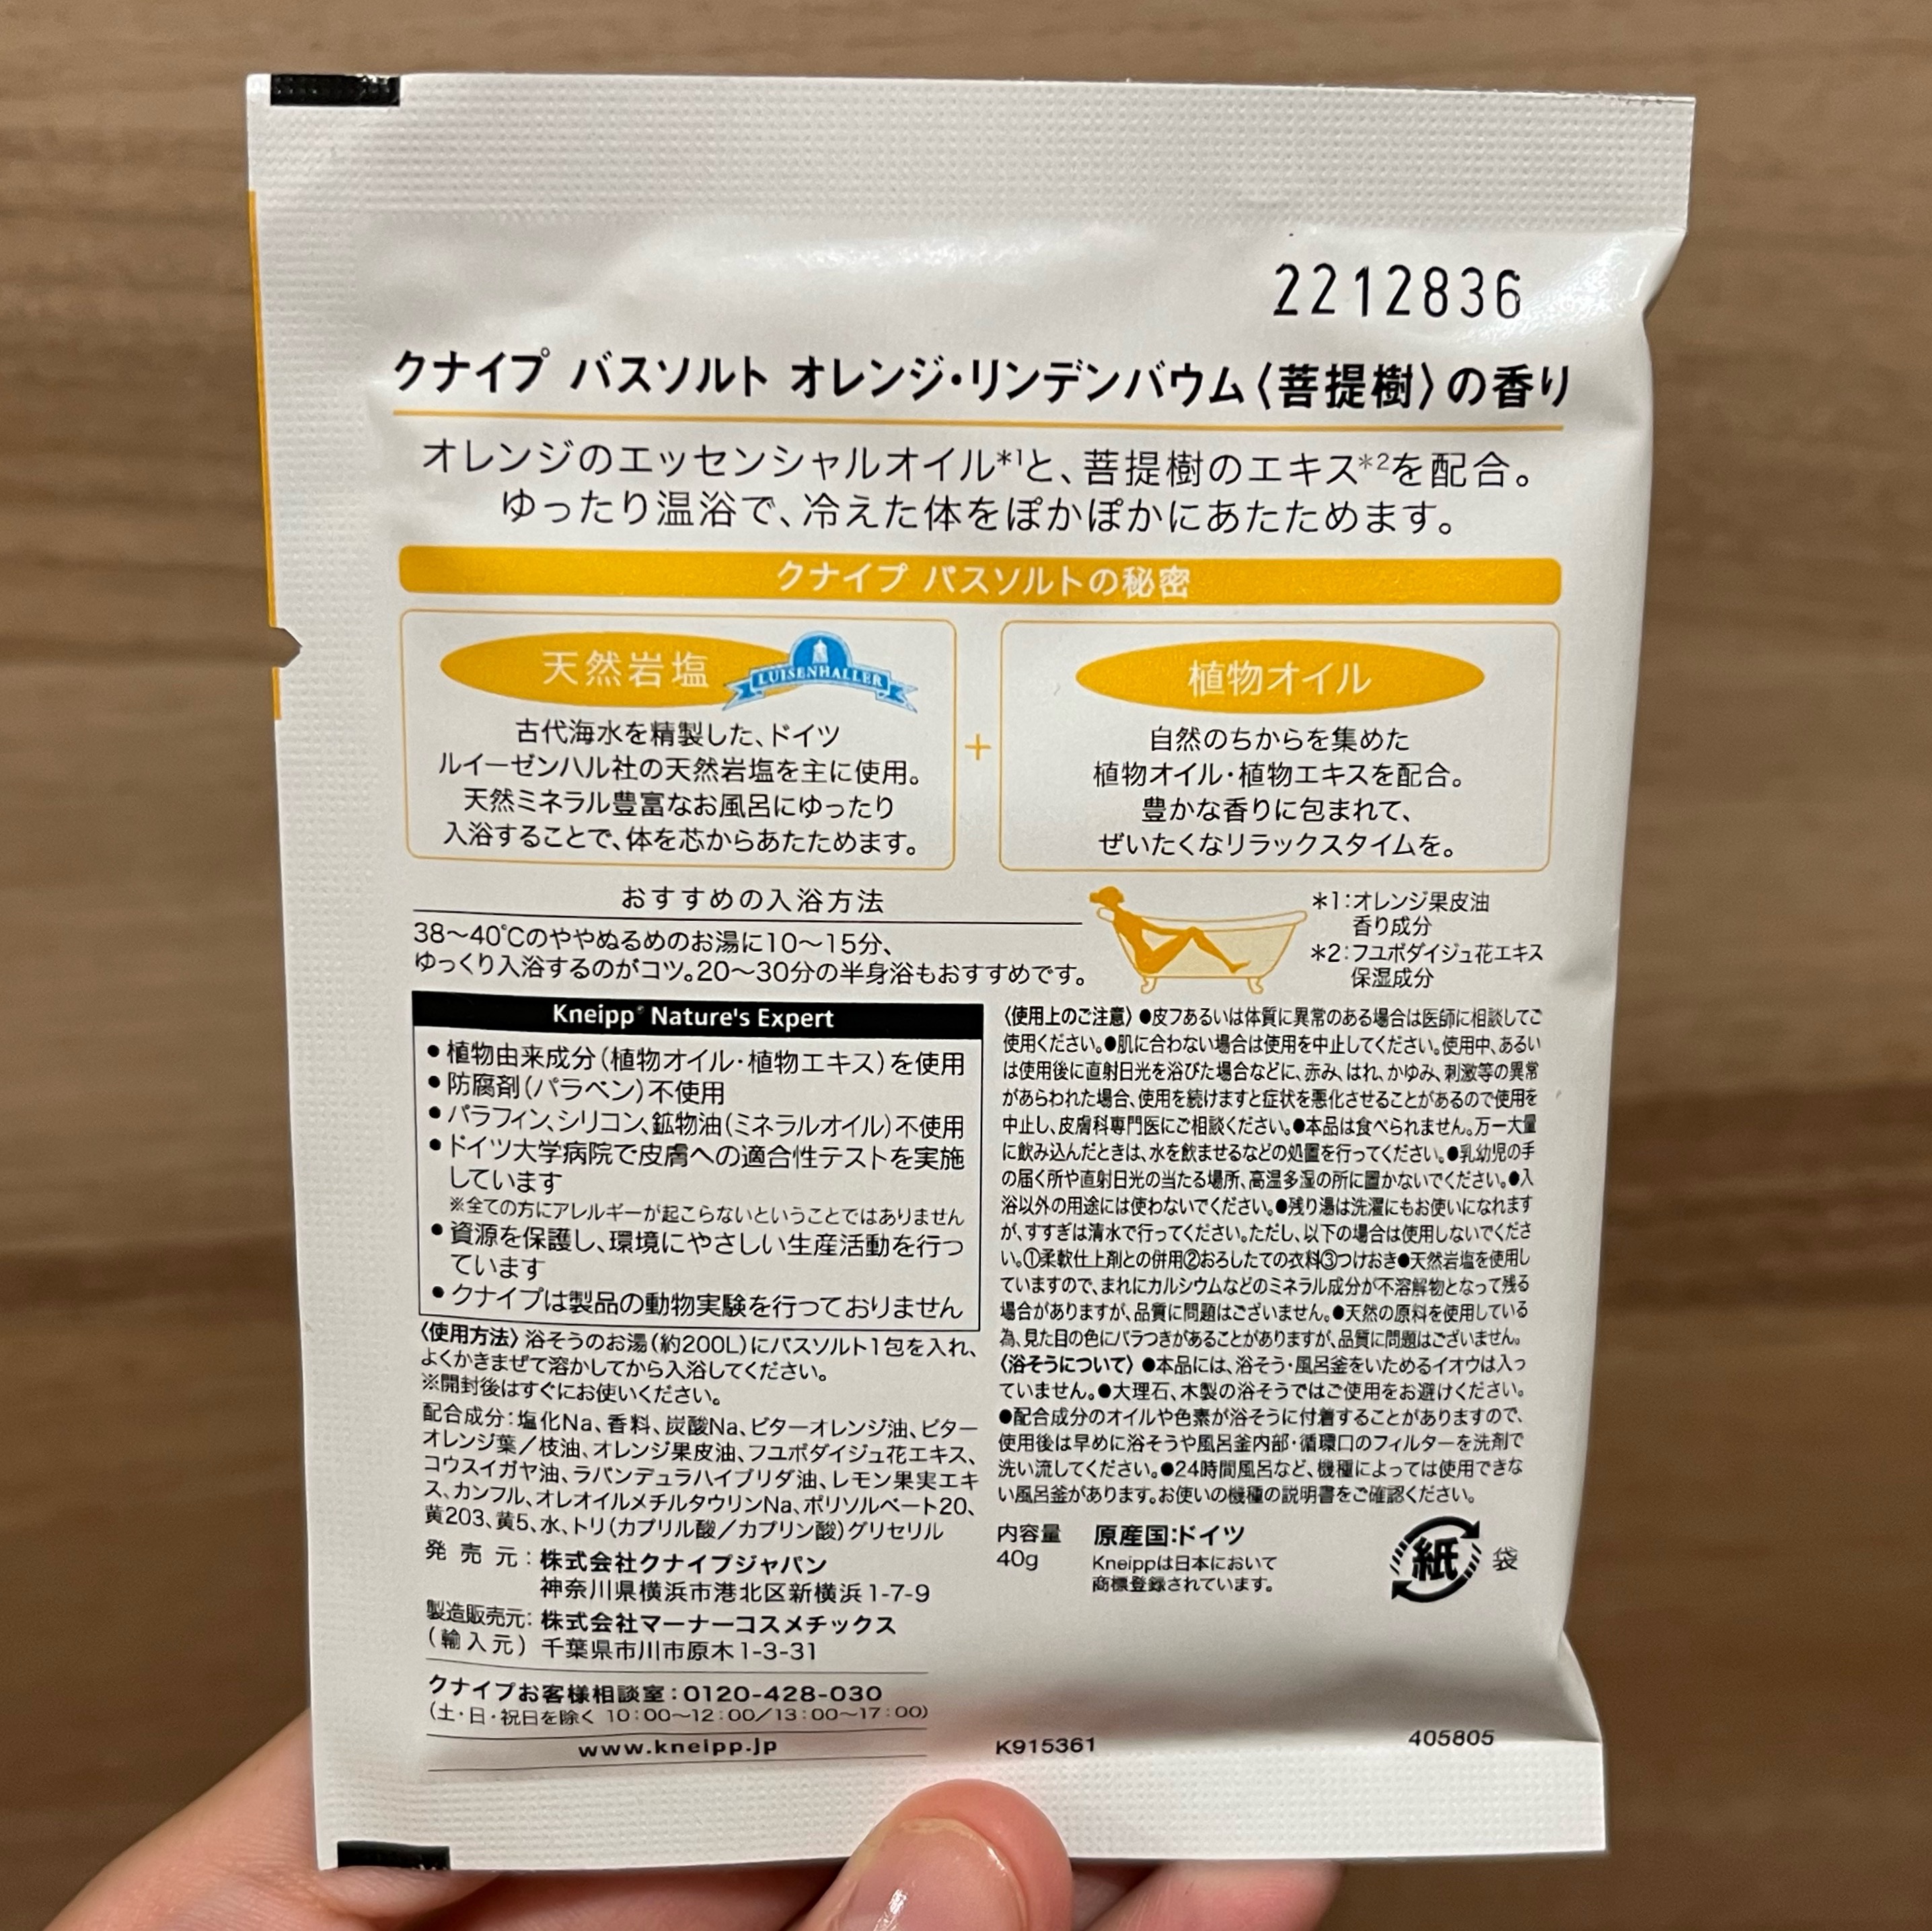 2212836
クナイプ バスソルト オレンジ・リンデンバウム〈菩提樹〉の香り
オレンジのエッセンシャルオイル*1と、菩提樹のエキス*2を配合。
ゆったり温浴で、冷えた体をぽかぽかにあたためます。
クナイプ バスソルトの秘密
天然岩塩
LUISENHALLER
古代海水を精製した、ドイツ
ルイーゼンハル社の天然岩塩を主に使用。
天然ミネラル豊富なお風呂にゆったり
入浴することで、体を芯からあたためます。
+
植物オイル
自然のちからを集めた
植物オイル・植物エキスを配合。
豊かな香りに包まれて、
ぜいたくなリラックスタイムを。
おすすめの入浴方法
38〜40℃のややぬるめのお湯に10〜15分、
ゆっくり入浴するのがコツ。20〜30分の半身浴もおすすめです。
*1:オレンジ果皮油
香り成分
*2:フユボダイジュ花エキス
保湿成分
Kneipp® Nature's Expert
●植物由来成分(植物オイル・植物エキス)を使用
●防腐剤(パラベン)不使用
●パラフィン、シリコン、鉱物油(ミネラルオイル)不使用
●ドイツ大学病院で皮膚への適合性テストを実施
しています
※全ての方にアレルギーが起こらないということではありません
●資源を保護し、環境にやさしい生産活動を行っ
ています
●クナイプは製品の動物実験を行っておりません
〈使用方法〉浴そうのお湯(約200L)にバスソルト1包を入れ、
よくかきまぜて溶かしてから入浴してください。
※開封後はすぐにお使いください。
配合成分:塩化Na、香料、炭酸Na、ビターオレンジ油、ビター
オレンジ葉/枝油、オレンジ果皮油、フユボダイジュ花エキス、
コウスイガヤ油、ラバンデュラハイブリダ油、レモン果実エキ
ス、カンフル、オレオイルメチルタウリンNa、ポリソルベート20、
黄203、黄5、水、トリ(カプリル酸/カプリン酸)グリセリル
発売元:株式会社クナイプジャパン
神奈川県横浜市港北区新横浜1-7-9
製造販売元:株式会社マーナーコスメチックス
(輸入元) 千葉県市川市原木1-3-31
クナイプお客様相談室:0120-428-030
(土・日・祝日を除く 10:00〜12:00/13:00〜17:00)
www.kneipp.jp
〈使用上のご注意〉●皮フあるいは体質に異常のある場合は医師に相談してご
使用ください。●肌に合わない場合は使用を中止してください。使用中、あるい
は使用後に直射日光を浴びた場合などに、赤み、はれ、かゆみ、刺激等の異常
があらわれた場合、使用を続けますと症状を悪化させることがあるので使用を
中止し、皮膚科専門医にご相談ください。●本品は食べられません。万一大量
に飲み込んだときは、水を飲ませるなどの処置を行ってください。●乳幼児の手
の届く所や直射日光の当たる場所、高温多湿の所に置かないでください。●入
浴以外の用途には使わないでください。●残り湯は洗濯にもお使いになれます
が、すすぎは清水で行ってください。ただし、以下の場合は使用しないでくださ
い。①柔軟仕上剤との併用②おろしたての衣料③つけおき●天然岩塩を使用し
ていますので、まれにカルシウムなどのミネラル成分が不溶解物となって残る
場合がありますが、品質に問題はございません。●天然の原料を使用している
為、見た目の色にバラつきがあることがありますが、品質に問題はございません。
〈浴そうについて〉●本品には、浴そう・風呂釜をいためるイオウは入っ
ていません。●大理石、木製の浴そうではご使用をお避けください。
●配合成分のオイルや色素が浴そうに付着することがありますので、
使用後は早めに浴そうや風呂釜内部・循環口のフィルターを洗剤で
洗い流してください。●24時間風呂など、機種によっては使用できな
い風呂釜があります。お使いの機種の説明書をご確認ください。
内容量
40g
原産国:ドイツ
Kneippは日本において
商標登録されています。
紙 袋
K915361
405805